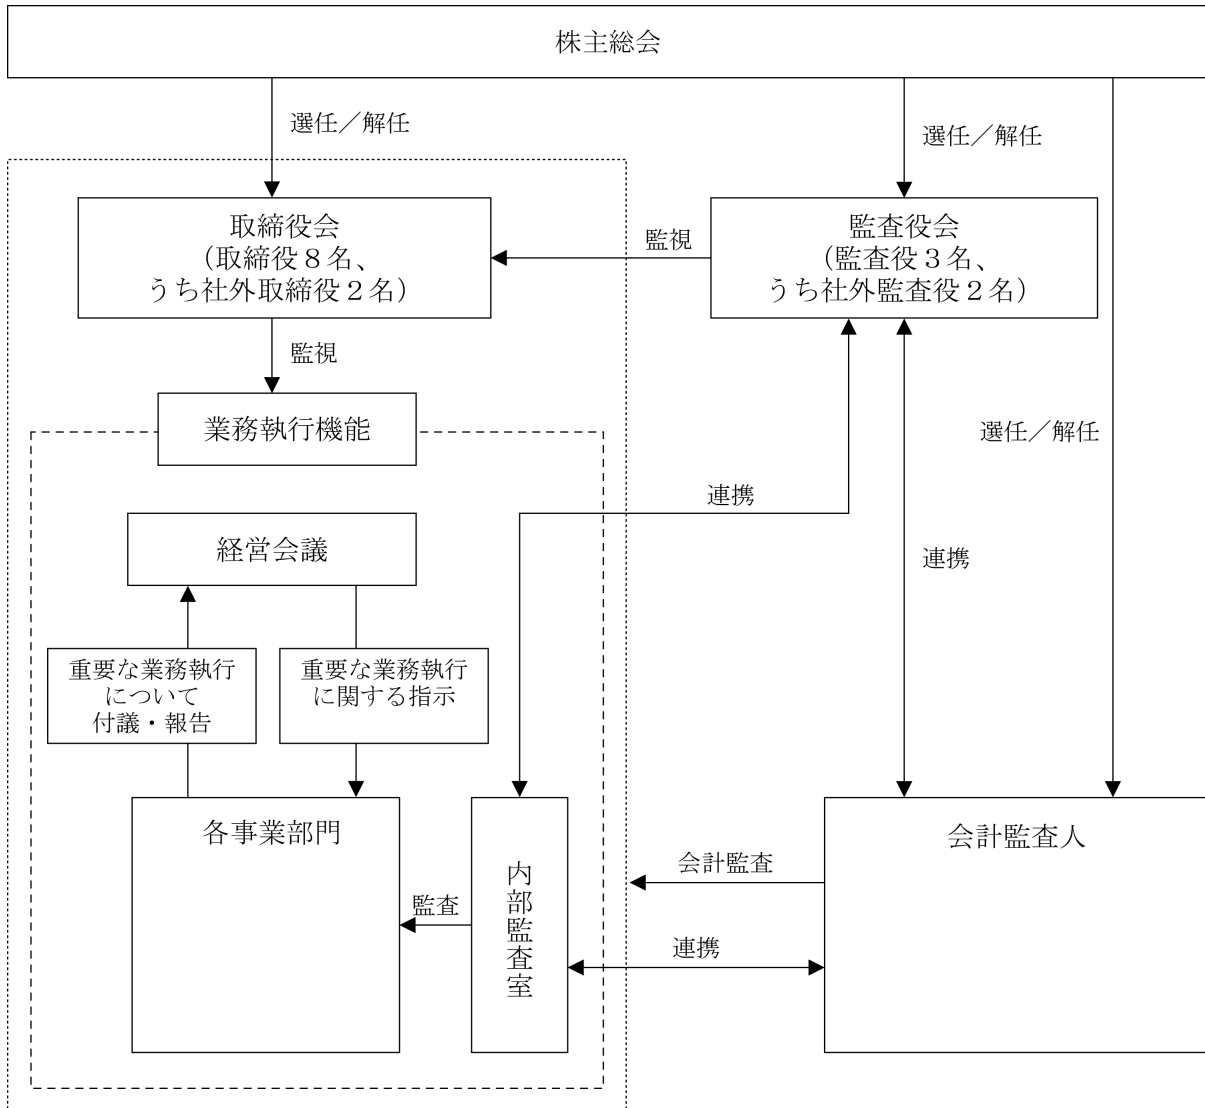 株主総会
選任／解任
選任／解任
取締役会
（取締役８名、
うち社外取締役２名）
監視
監査役会
（監査役３名、
うち社外監査役２名）
監視
業務執行機能
選任／解任
連携
経営会議
連携
重要な業務執行
について
付議・報告
重要な業務執行
に関する指示
各事業部門
会計監査人
内部監査室
会計監査
監査
連携